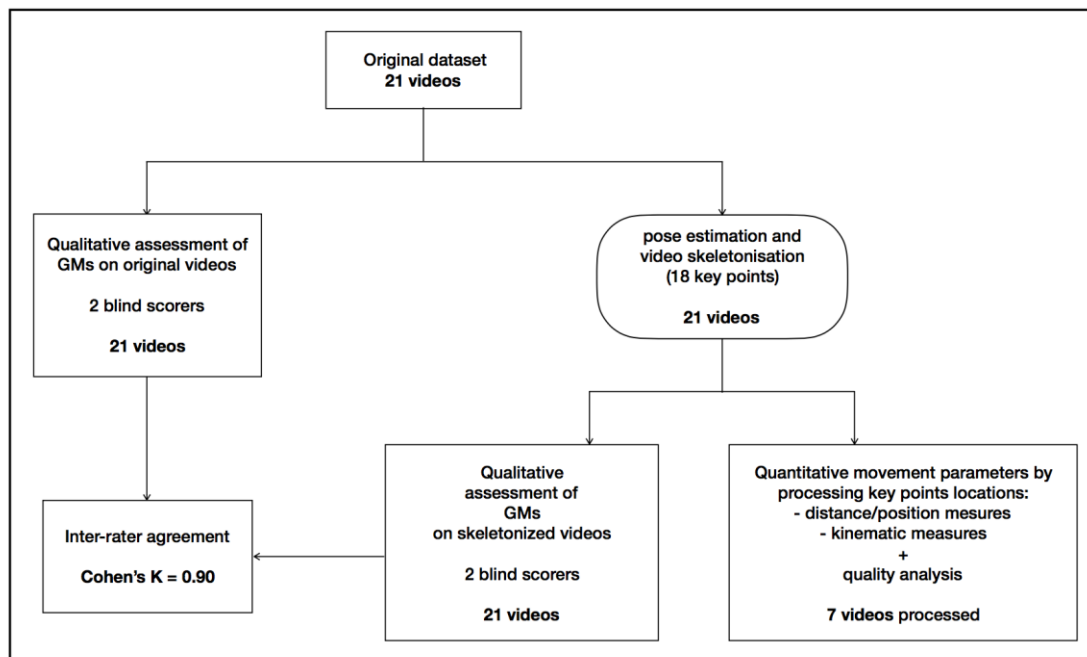 Original dataset
21 videos
Qualitative assessment of
GMs on original videos
2 blind scorers
21 videos
pose estimation and
video skeletonisation
(18 key points)
21 videos
Inter-rater agreement
Cohen's K = 0.90
Qualitative
assessment of
GMs
on skeletonized videos
2 blind scorers
21 videos
Quantitative movement parameters by
processing key points locations:
- distance/position mesures
- kinematic measures
+
quality analysis
7 videos processed